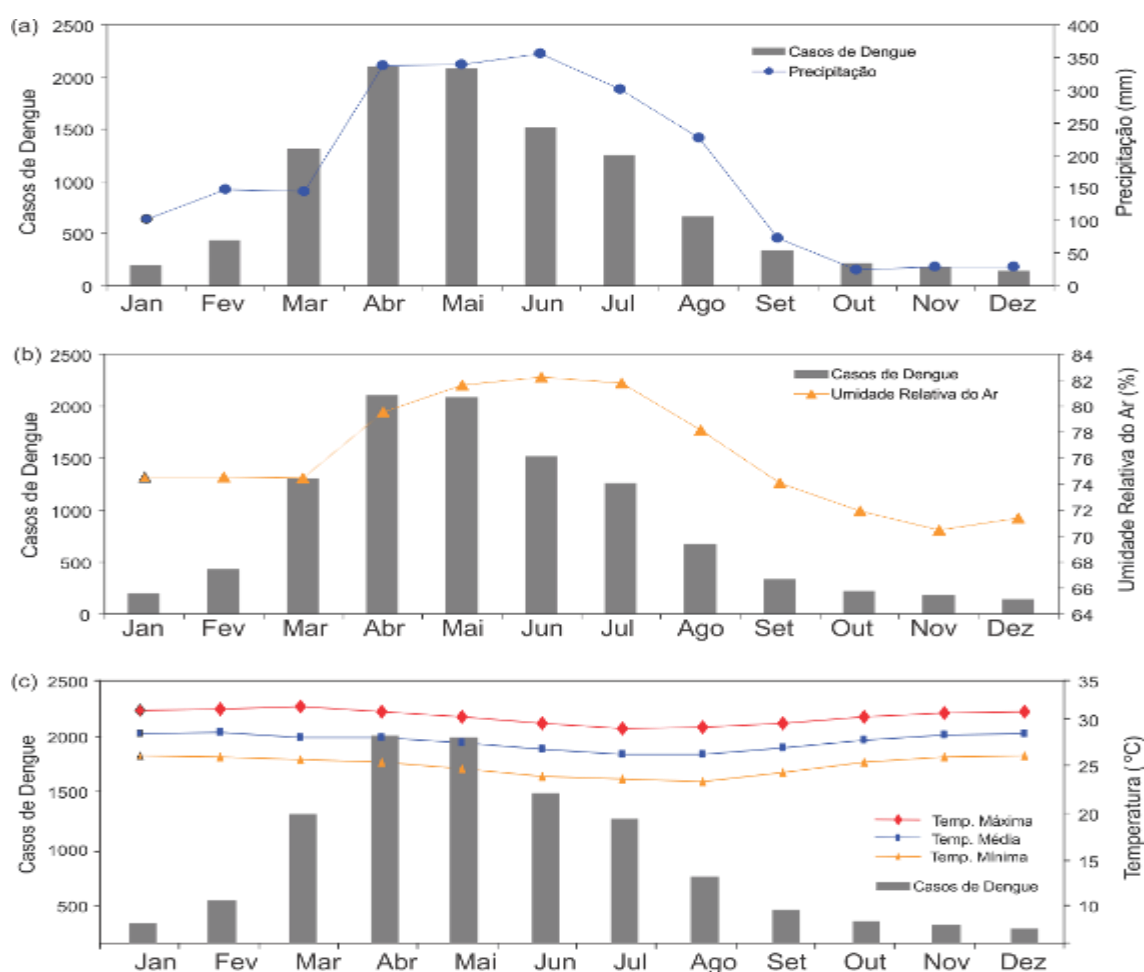 (a)
Casos de Dengue
2500
2000
1500
1000
500
0
Casos de Dengue
Precipitação
400
350
300
250
200
150
100
50
0
Precipitação (mm)
Jan Fev Mar Abr Mai Jun Jul Ago Set Out Nov Dez
(b)
Casos de Dengue
2500
2000
1500
1000
500
0
Casos de Dengue
Umidade Relativa do Ar
84
82
80
78
76
74
72
70
68
66
64
Umidade Relativa do Ar (%)
Jan Fev Mar Abr Mai Jun Jul Ago Set Out Nov Dez
(c)
Casos de Dengue
2500
2000
1500
1000
500
Temp. Máxima
Temp. Média
Temp. Mínima
Casos de Dengue
35
30
25
20
15
10
Temperatura (ºC)
Jan Fev Mar Abr Mai Jun Jul Ago Set Out Nov Dez